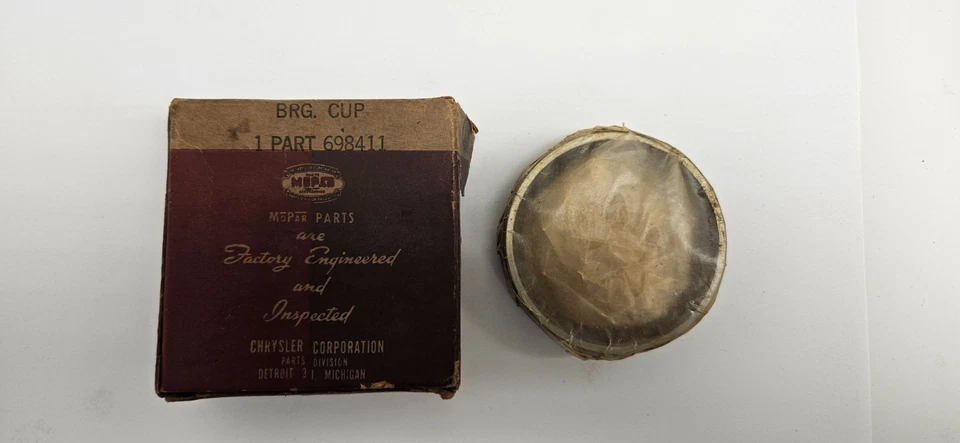 BRG. CUP
1 PART 698411
MOPAR
MOPAR PARTS
are
Factory Engineered
and
Inspected
CHRYSLER CORPORATION
PARTS DIVISION
DETROIT 31, MICHIGAN